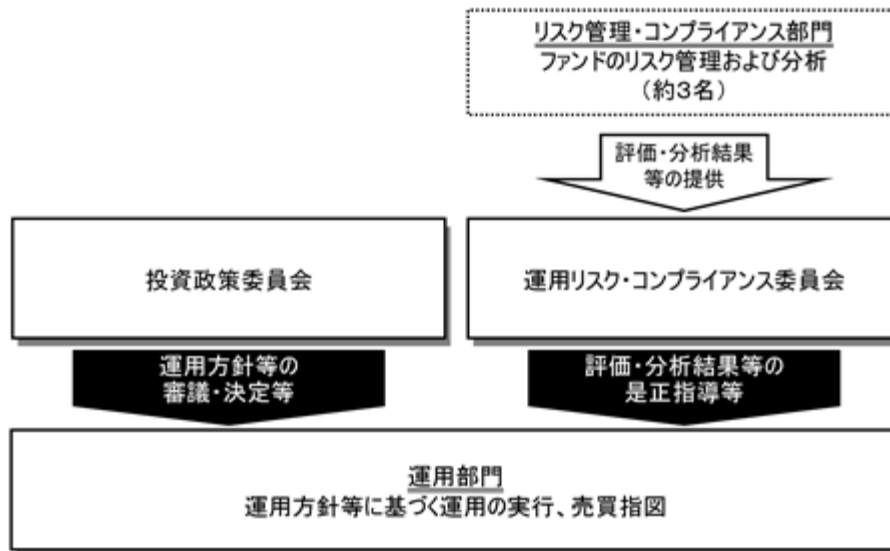 リスク管理・コンプライアンス部門
ファンドのリスク管理および分析
（約３名）
評価・分析結果
等の提供
投資政策委員会
運用リスク・コンプライアンス委員会
運用方針等の
審議・決定等
評価・分析結果等の
是正指導等
運用部門
運用方針等に基づく運用の実行、売買指図